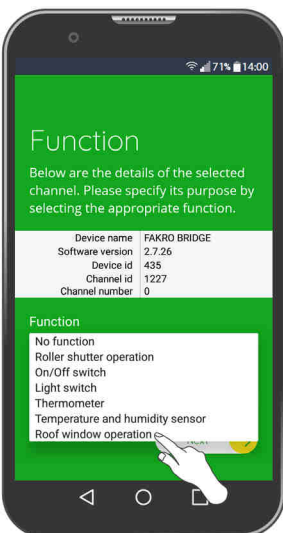 71% 14:00
Function
Below are the details of the selected
channel. Please specify its purpose by
selecting the appropriate function.
Device name FAKRO BRIDGE
Software version 2.7.26
Device id 435
Channel id 1227
Channel number 0
Function
No function
Roller shutter operation
On/Off switch
Light switch
Thermometer
Temperature and humidity sensor
Roof window operation